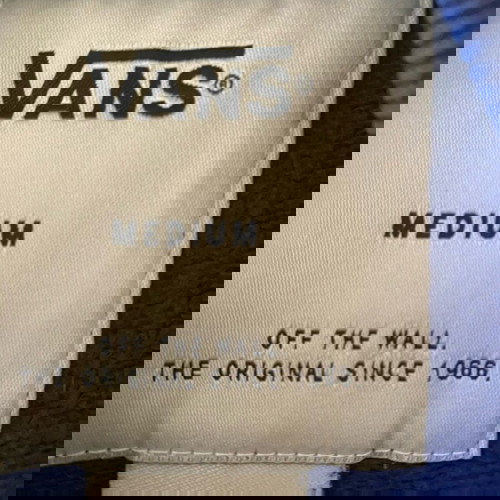 VANS®
MEDIUM
OFF THE WALL
THE ORIGINAL SINCE 1966